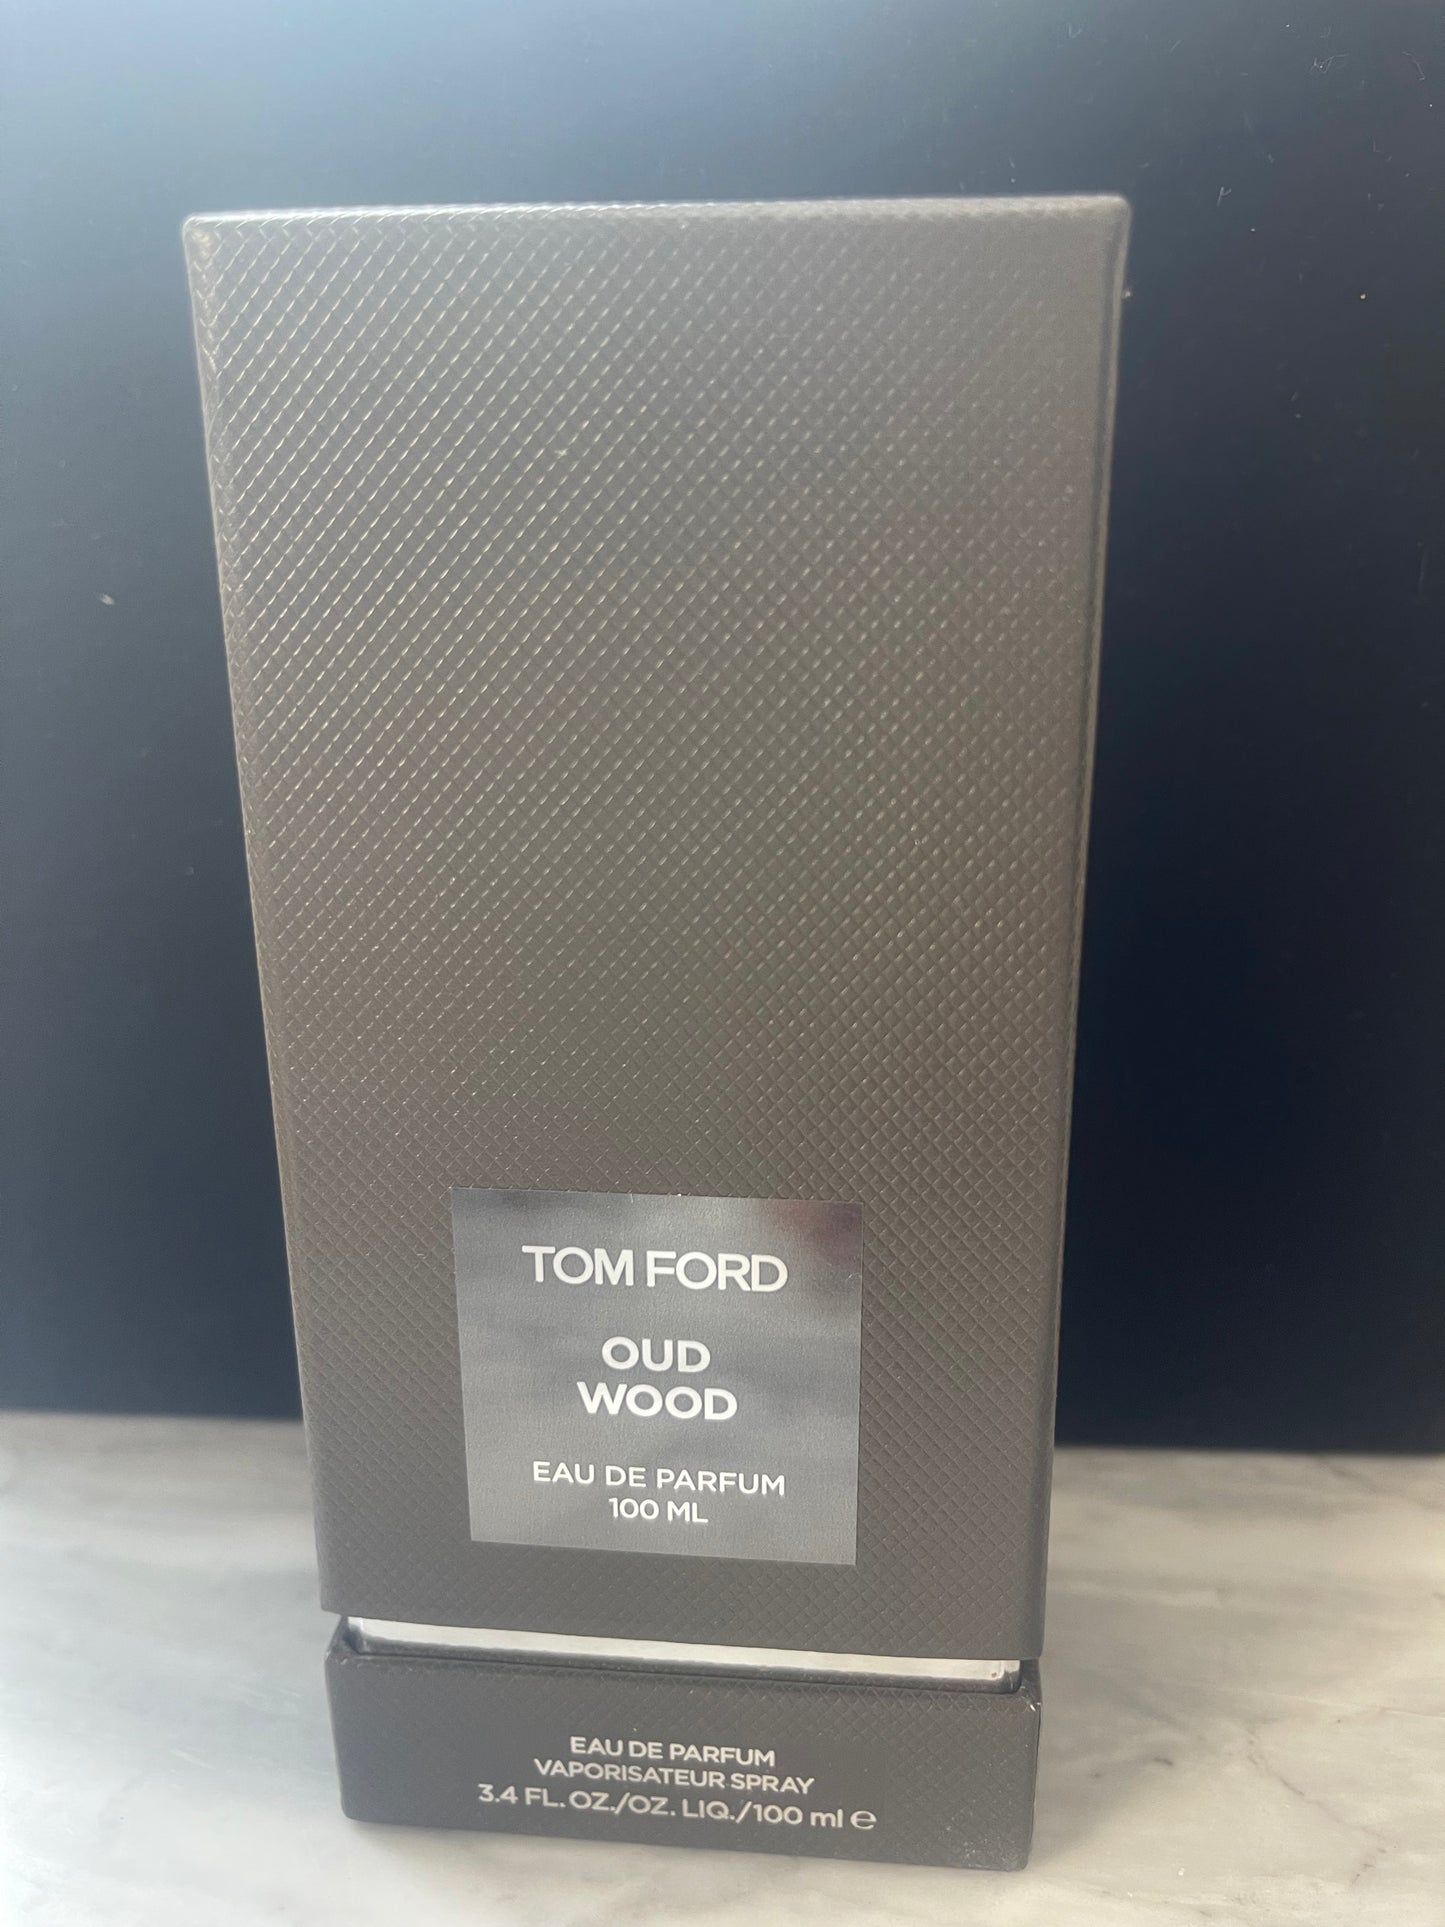 TOM FORD
OUD
WOOD
EAU DE PARFUM
100 ML
EAU DE PARFUM
VAPORISATEUR SPRAY
3.4 FL. OZ./OZ. LIQ./100 ml ℮